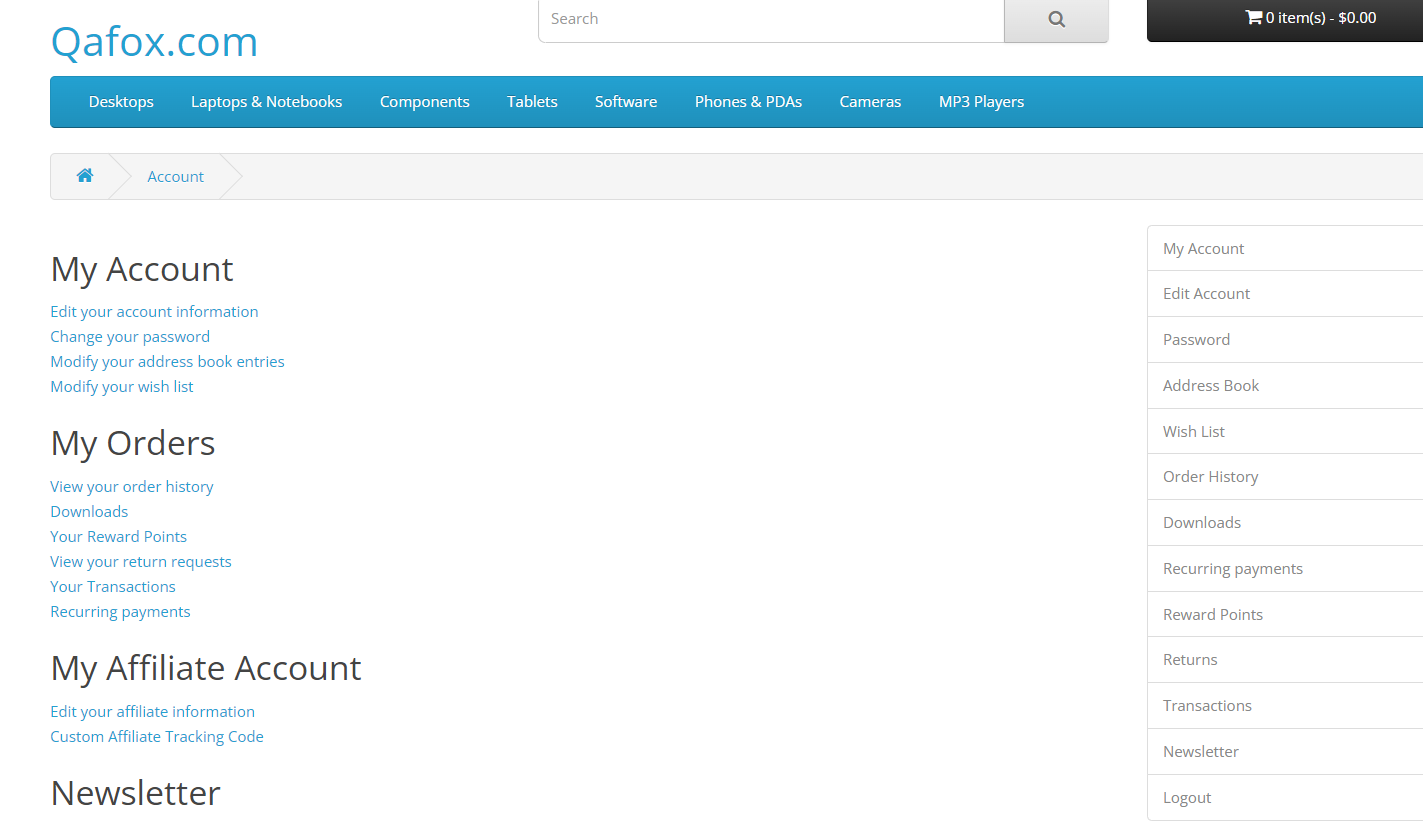 Qafox.com
Search
0 item(s) - $0.00
Desktops Laptops & Notebooks Components Tablets Software Phones & PDAs Cameras MP3 Players
Account
My Account
Edit your account information
Change your password
Modify your address book entries
Modify your wish list
My Orders
View your order history
Downloads
Your Reward Points
View your return requests
Your Transactions
Recurring payments
My Affiliate Account
Edit your affiliate information
Custom Affiliate Tracking Code
Newsletter
My Account
Edit Account
Password
Address Book
Wish List
Order History
Downloads
Recurring payments
Reward Points
Returns
Transactions
Newsletter
Logout